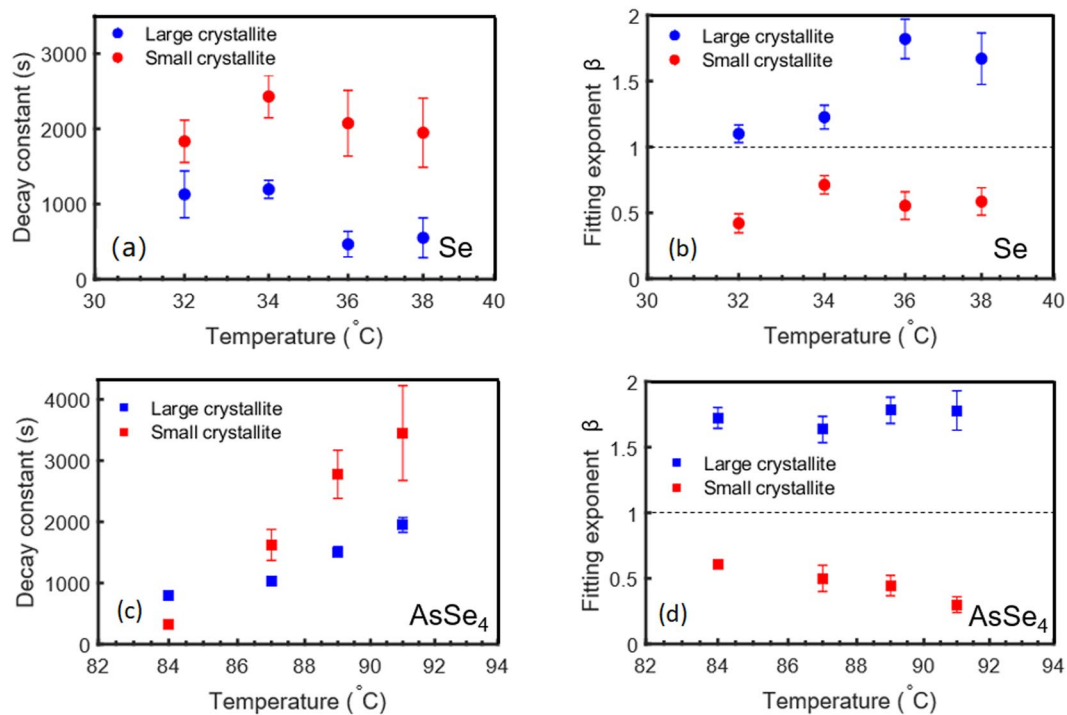 Decay constant (s)
3000
2000
1000
0
Large crystallite
Small crystallite
(a)
Se
30 32 34 36 38 40
Temperature (°C)
Fitting exponent β
2
1.5
1
0.5
0
Large crystallite
Small crystallite
(b)
Se
30 32 34 36 38 40
Temperature (°C)
Decay constant (s)
4000
3000
2000
1000
0
Large crystallite
Small crystallite
(c)
AsSe4
82 84 86 88 90 92 94
Temperature (°C)
Fitting exponent β
2
1.5
1
0.5
0
Large crystallite
Small crystallite
(d)
AsSe4
82 84 86 88 90 92 94
Temperature (°C)